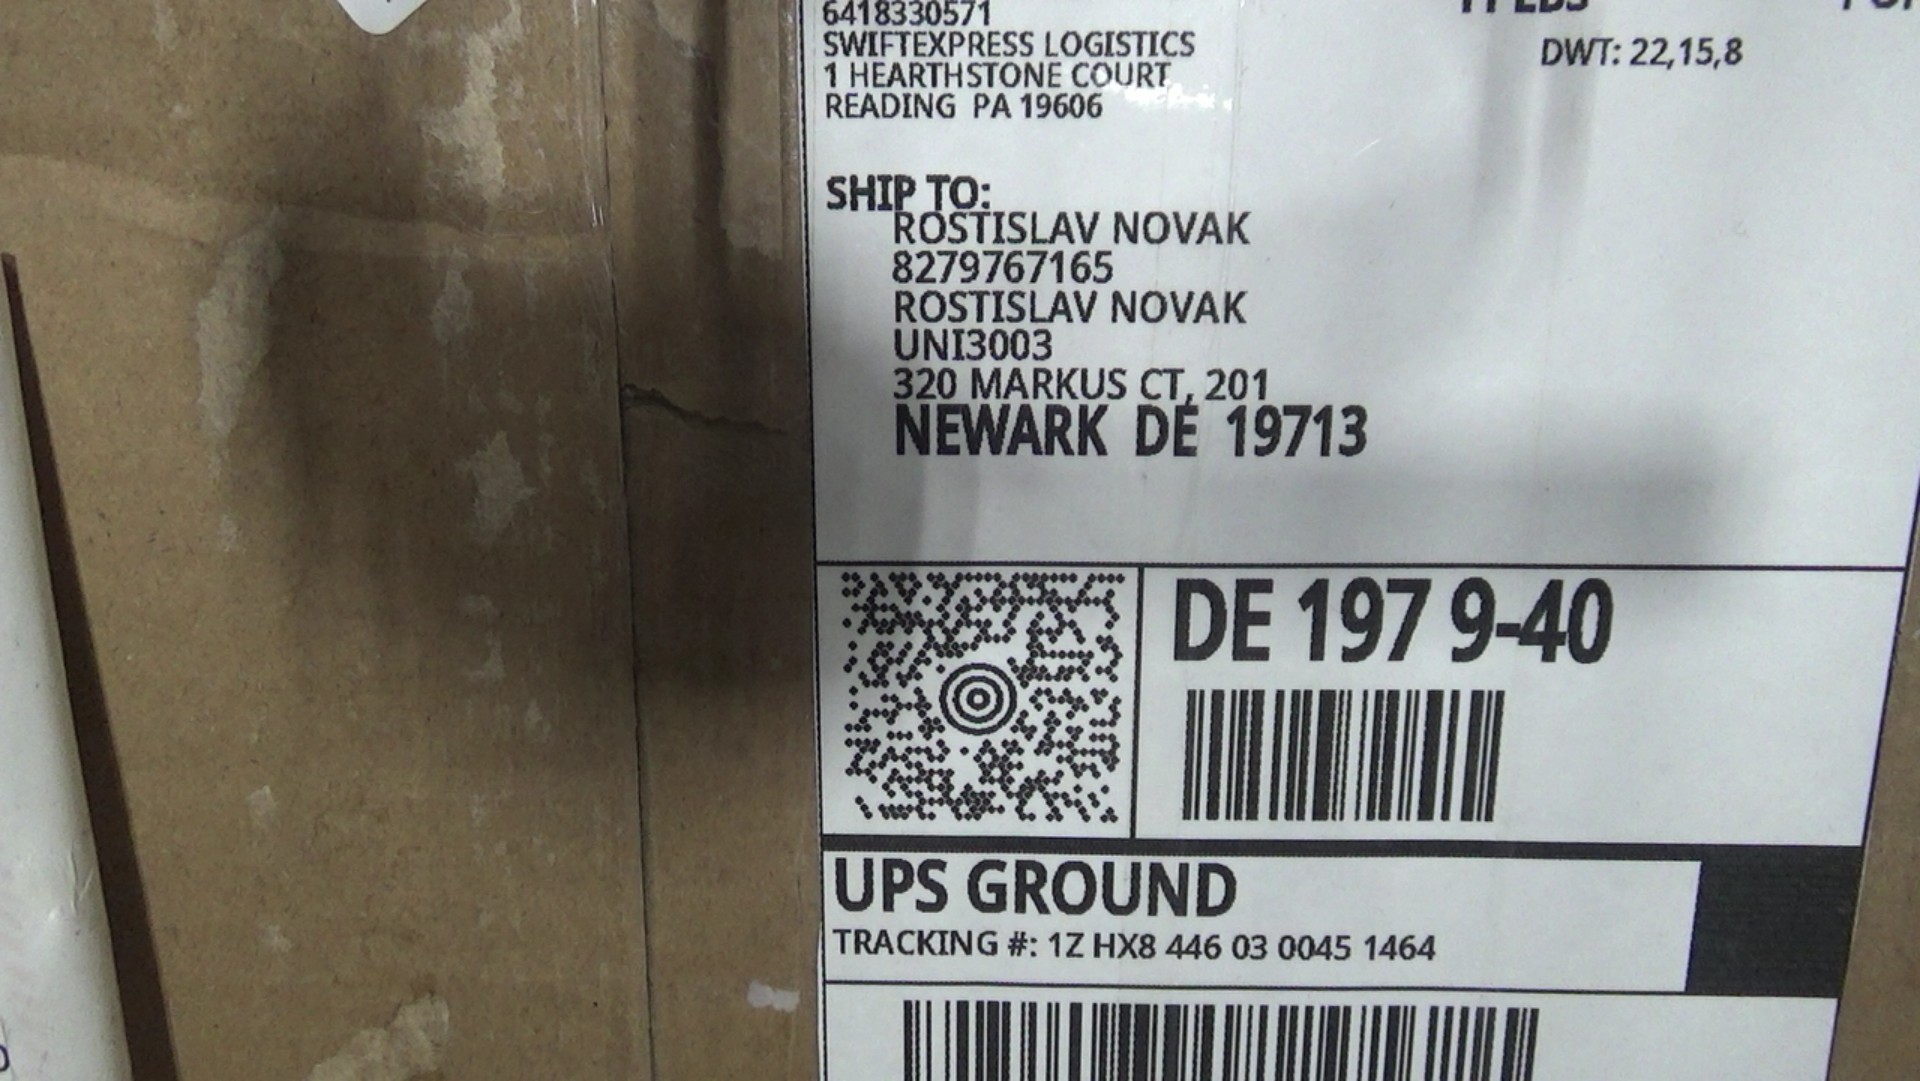 6418330571
SWIFTEXPRESS LOGISTICS
1 HEARTHSTONE COURT
READING PA 19606
DWT: 22,15,8
SHIP TO:
ROSTISLAV NOVAK
8279767165
ROSTISLAV NOVAK
UNI3003
320 MARKUS CT, 201
NEWARK DE 19713
DE 197 9-40
UPS GROUND
TRACKING #: 1Z HX8 446 03 0045 1464